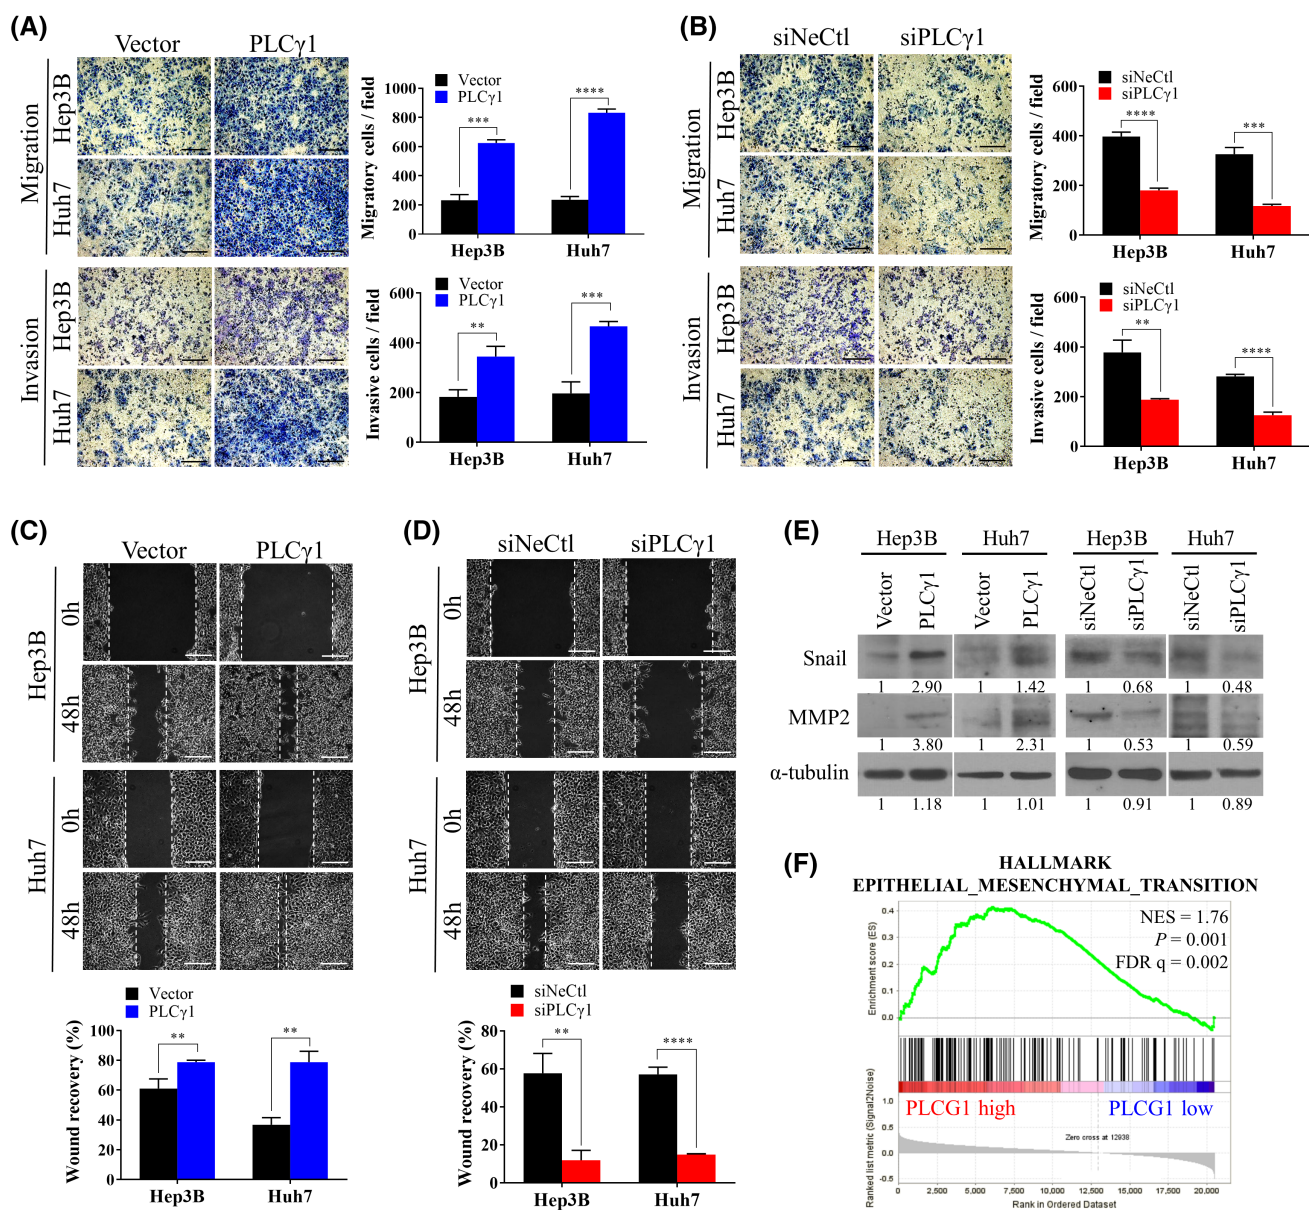 (A)
Vector PLCγ1
Migration
Hep3B
Huh7
Invasion
Hep3B
Huh7
Vector
PLCγ1
Migratory cells / field
1000
800
600
400
200
0
***
****
Hep3B Huh7
Vector
PLCγ1
Invasive cells / field
600
400
200
0
**
***
Hep3B Huh7
(B)
siNeCtl siPLCγ1
Migration
Hep3B
Huh7
Invasion
Hep3B
Huh7
siNeCtl
siPLCγ1
Migratory cells / field
600
400
200
0
****
***
Hep3B Huh7
siNeCtl
siPLCγ1
Invasive cells / field
600
400
200
0
**
****
Hep3B Huh7
(C)
Vector PLCγ1
Hep3B
0h
48h
Huh7
0h
48h
Vector
PLCγ1
Wound recovery (%)
100
80
60
40
20
0
**
**
Hep3B Huh7
(D)
siNeCtl siPLCγ1
Hep3B
0h
48h
Huh7
0h
48h
siNeCtl
siPLCγ1
Wound recovery (%)
80
60
40
20
0
**
****
Hep3B Huh7
(E)
Hep3B Huh7 Hep3B Huh7
Vector PLCγ1 Vector PLCγ1 siNeCtl siPLCγ1 siNeCtl siPLCγ1
Snail
1 2.90 1 1.42 1 0.68 1 0.48
MMP2
1 3.80 1 2.31 1 0.53 1 0.59
α-tubulin
1 1.18 1 1.01 1 0.91 1 0.89
(F)
HALLMARK
EPITHELIAL_MESENCHYMAL_TRANSITION
NES = 1.76
P = 0.001
FDR q = 0.002
Enrichment score (ES)
0.4
0.3
0.2
0.1
0.0
PLCG1 high PLCG1 low
Ranked list metric (Signal2Noise)
1.0
0.5
0.0
-0.5
Zero cross at 12938
0 2,500 5,000 7,500 10,000 12,500 15,000 17,500 20,000
Rank in Ordered Dataset